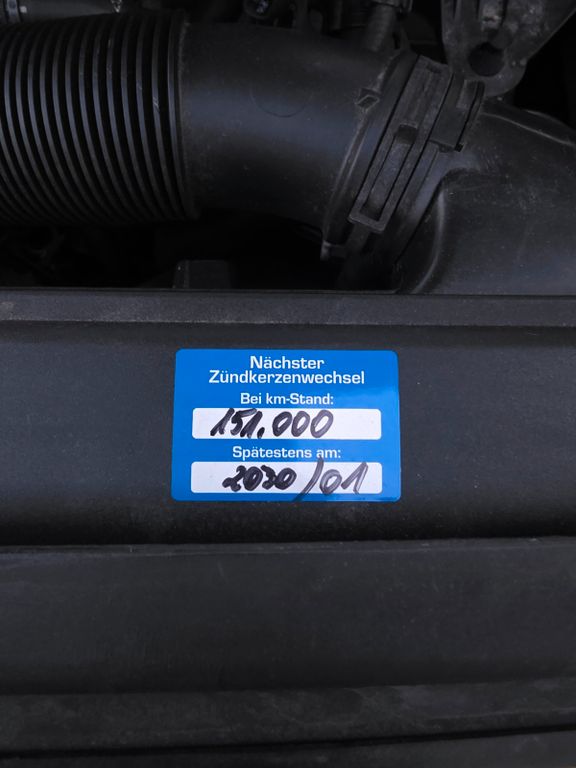 Nächster
Zündkerzenwechsel
Bei km-Stand:
151.000
Spätestens am:
2030/01